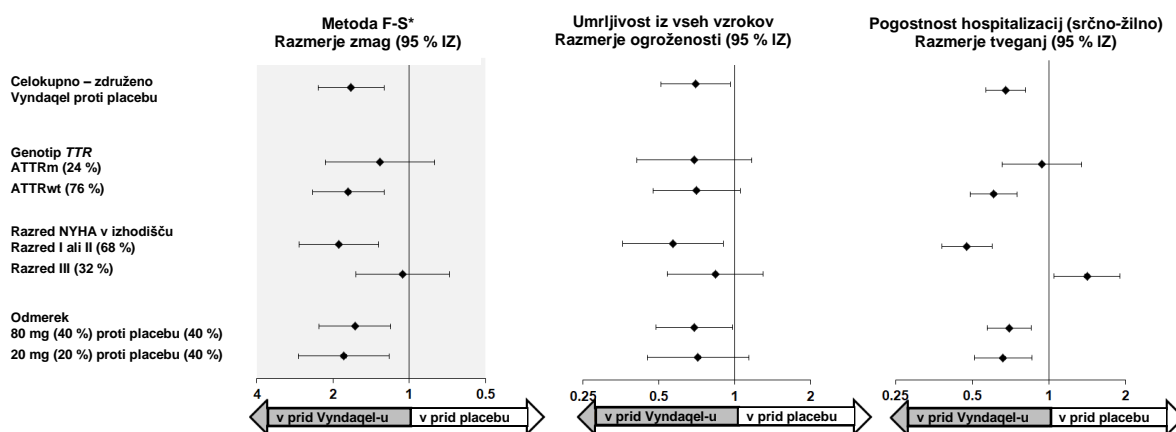 Metoda F-S*
Razmerje zmag (95 % IZ)
Umrljivost iz vseh vzrokov
Razmerje ogroženosti (95 % IZ)
Pogostnost hospitalizacij (srčno-žilno)
Razmerje tveganj (95 % IZ)
Celokupno – združeno
Vyndaqel proti placebu
Genotip TTR
ATTRm (24 %)
ATTRwt (76 %)
Razred NYHA v izhodišču
Razred I ali II (68 %)
Razred III (32 %)
Odmerek
80 mg (40 %) proti placebu (40 %)
20 mg (20 %) proti placebu (40 %)
4 2 1 0.5
0.25 0.5 1 2
0.25 0.5 1 2
v prid Vyndaqel-u v prid placebu
v prid Vyndaqel-u v prid placebu
v prid Vyndaqel-u v prid placebu